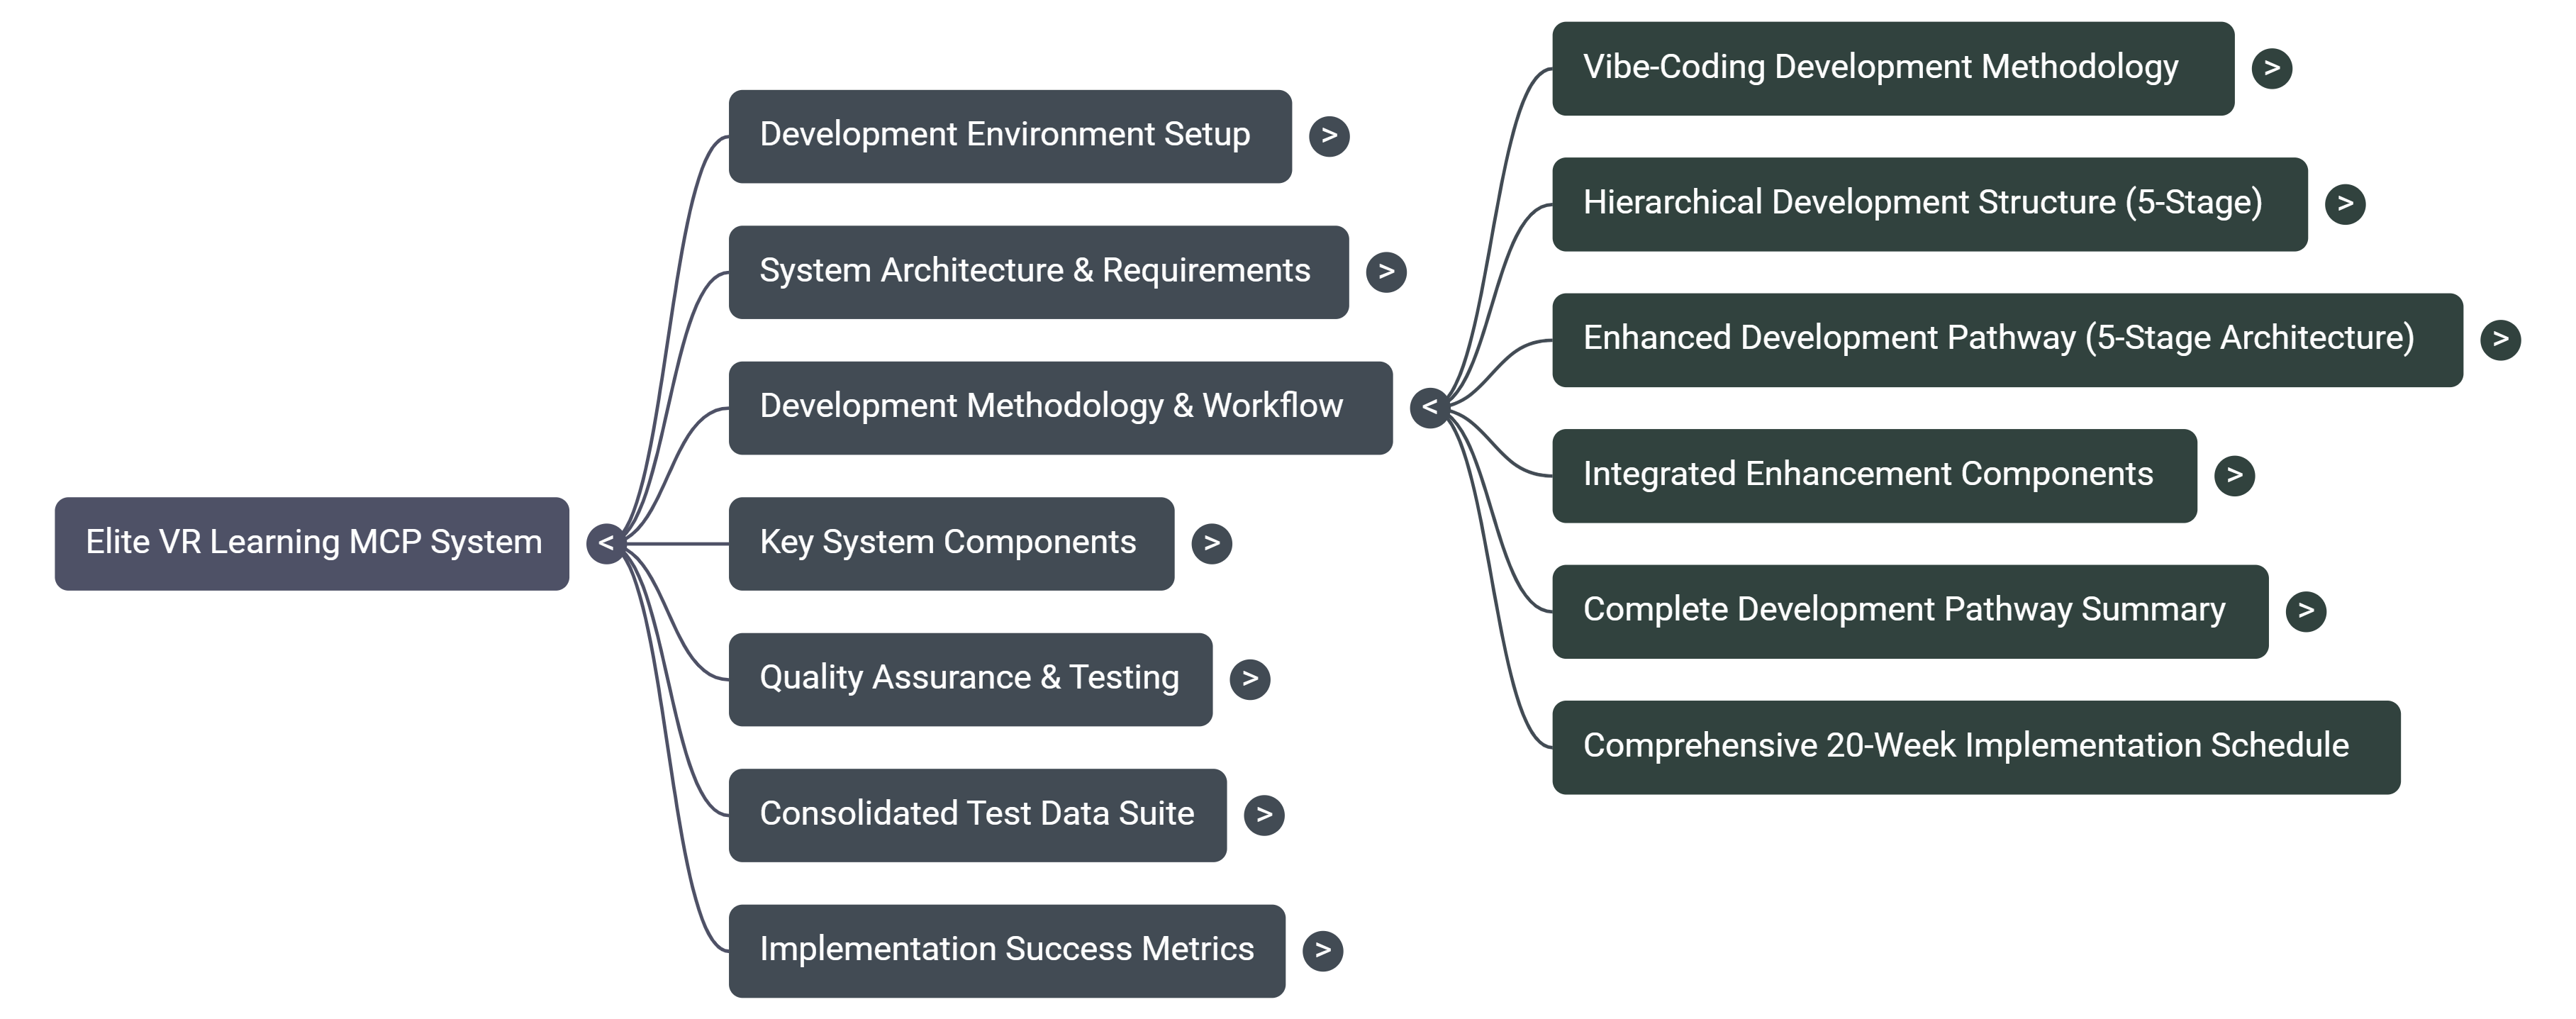 Elite VR Learning MCP System
<
Development Environment Setup
>
System Architecture & Requirements
>
Development Methodology & Workflow
<
Key System Components
>
Quality Assurance & Testing
>
Consolidated Test Data Suite
>
Implementation Success Metrics
>
Vibe-Coding Development Methodology
>
Hierarchical Development Structure (5-Stage)
>
Enhanced Development Pathway (5-Stage Architecture)
>
Integrated Enhancement Components
>
Complete Development Pathway Summary
>
Comprehensive 20-Week Implementation Schedule